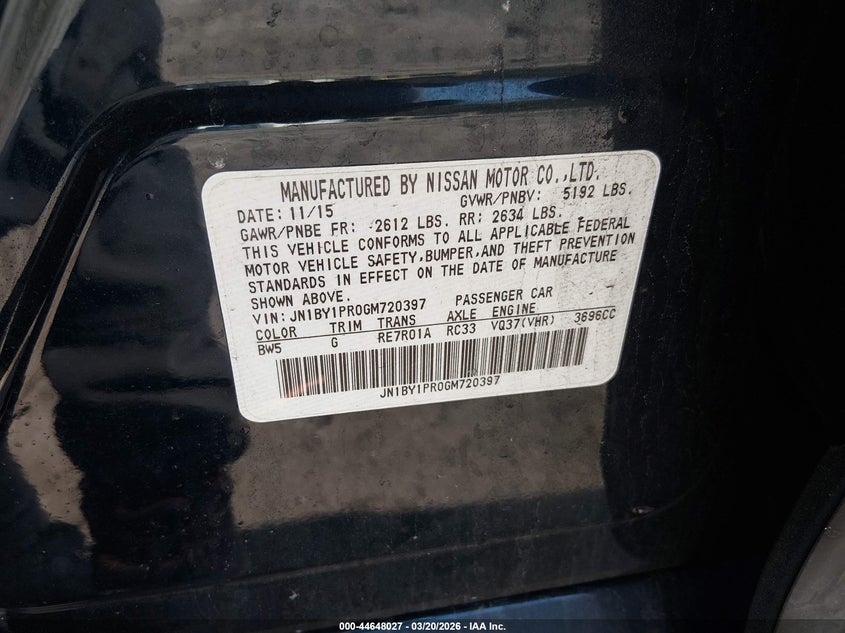 MANUFACTURED BY NISSAN MOTOR CO.,LTD.
DATE: 11/15 GVWR/PNBV: 5192 LBS.
GAWR/PNBE FR: 2612 LBS. RR: 2634 LBS.
THIS VEHICLE CONFORMS TO ALL APPLICABLE FEDERAL
MOTOR VEHICLE SAFETY,BUMPER,AND THEFT PREVENTION
STANDARDS IN EFFECT ON THE DATE OF MANUFACTURE
SHOWN ABOVE.
VIN: JN1BY1PR0GM720397 PASSENGER CAR
COLOR TRIM TRANS AXLE ENGINE
BW5 G RE7R01A RC33 VQ37(VHR) 3696CC
JN1BY1PR0GM720397
000-44648027 - 03/20/2026 - IAA Inc.